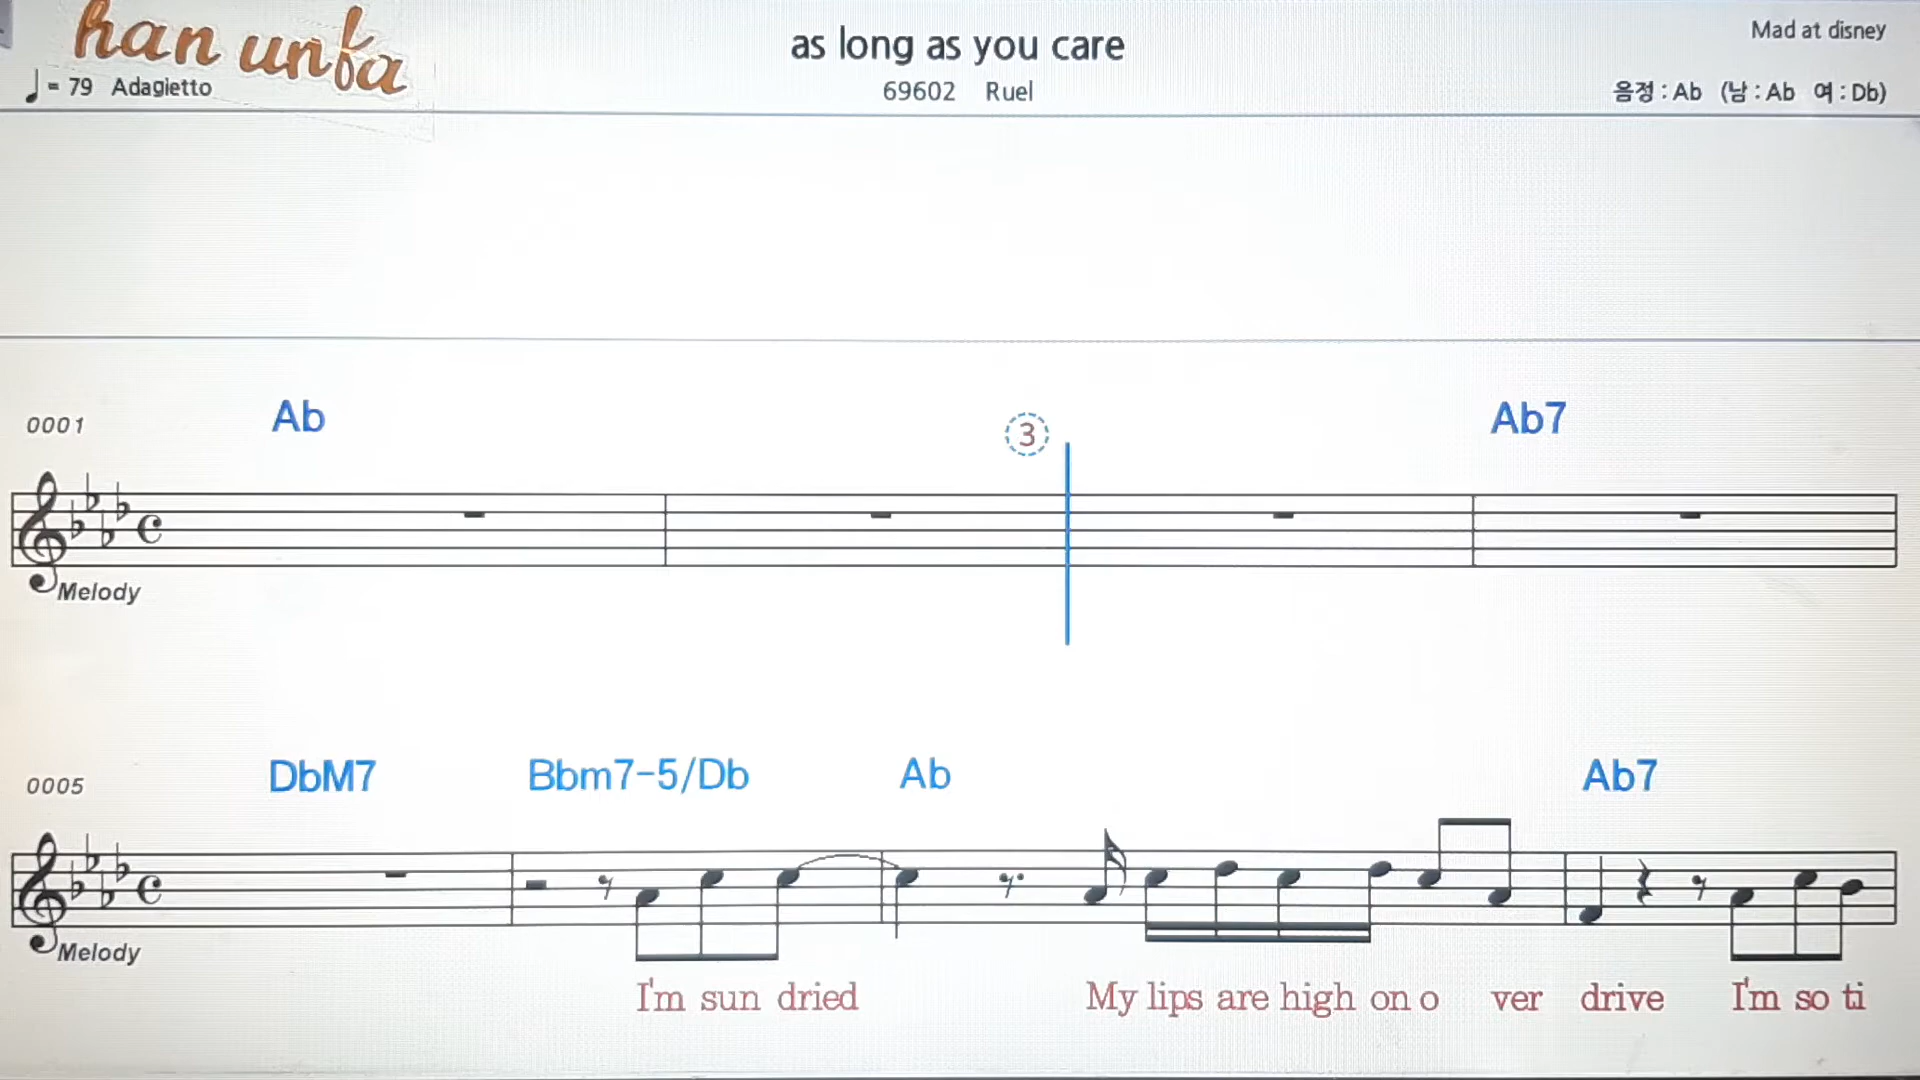 han unfa
as long as you care
Mad at disney
= 79 Adagietto
69602 Ruel
음정 : Ab (남 : Ab 여 : Db)
0001 Ab 3 Ab7
Melody
0005 DbM7 Bbm7-5/Db Ab Ab7
Melody
I'm sun dried My lips are high on o ver drive I'm so ti